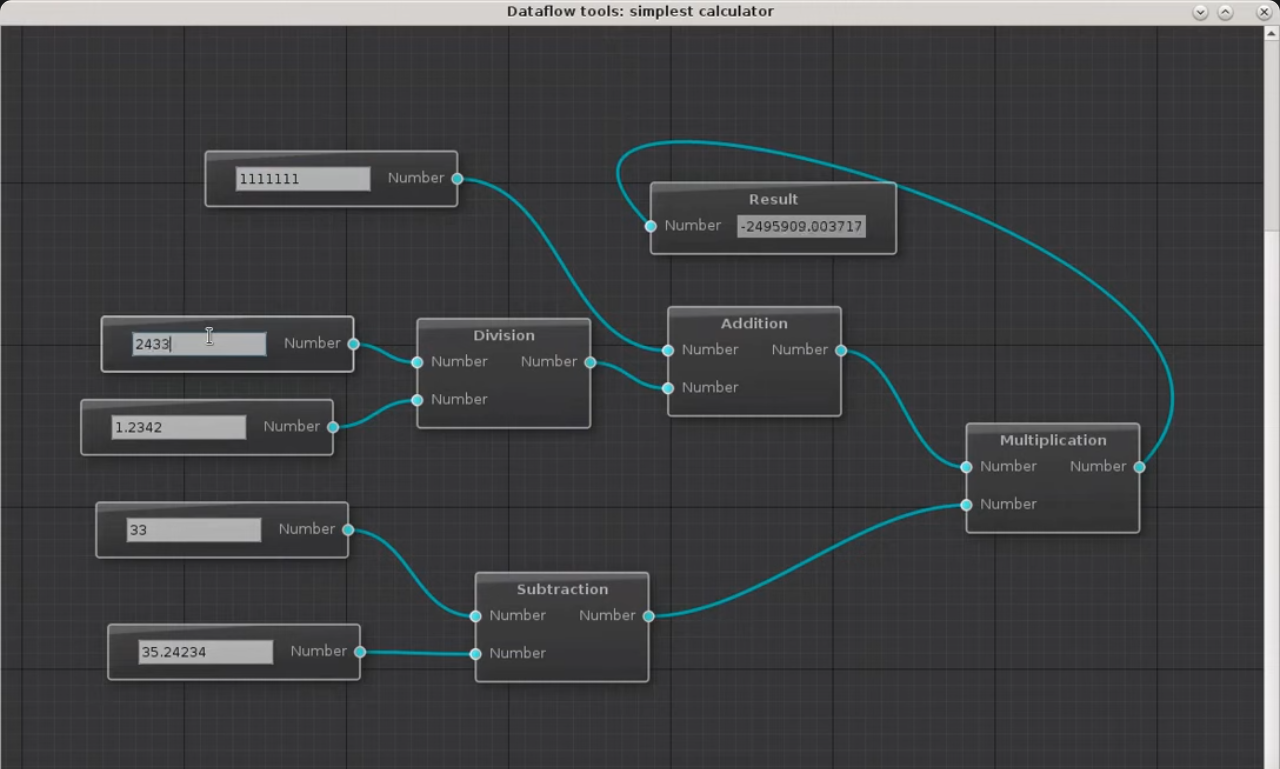 Dataflow tools: simplest calculator
1111111 Number
Result
Number -2495909.003717
2433 Number
Division
Number Number
Number
Addition
Number Number
Number
1.2342 Number
Multiplication
Number Number
Number
33 Number
Subtraction
Number Number
Number
35.24234 Number